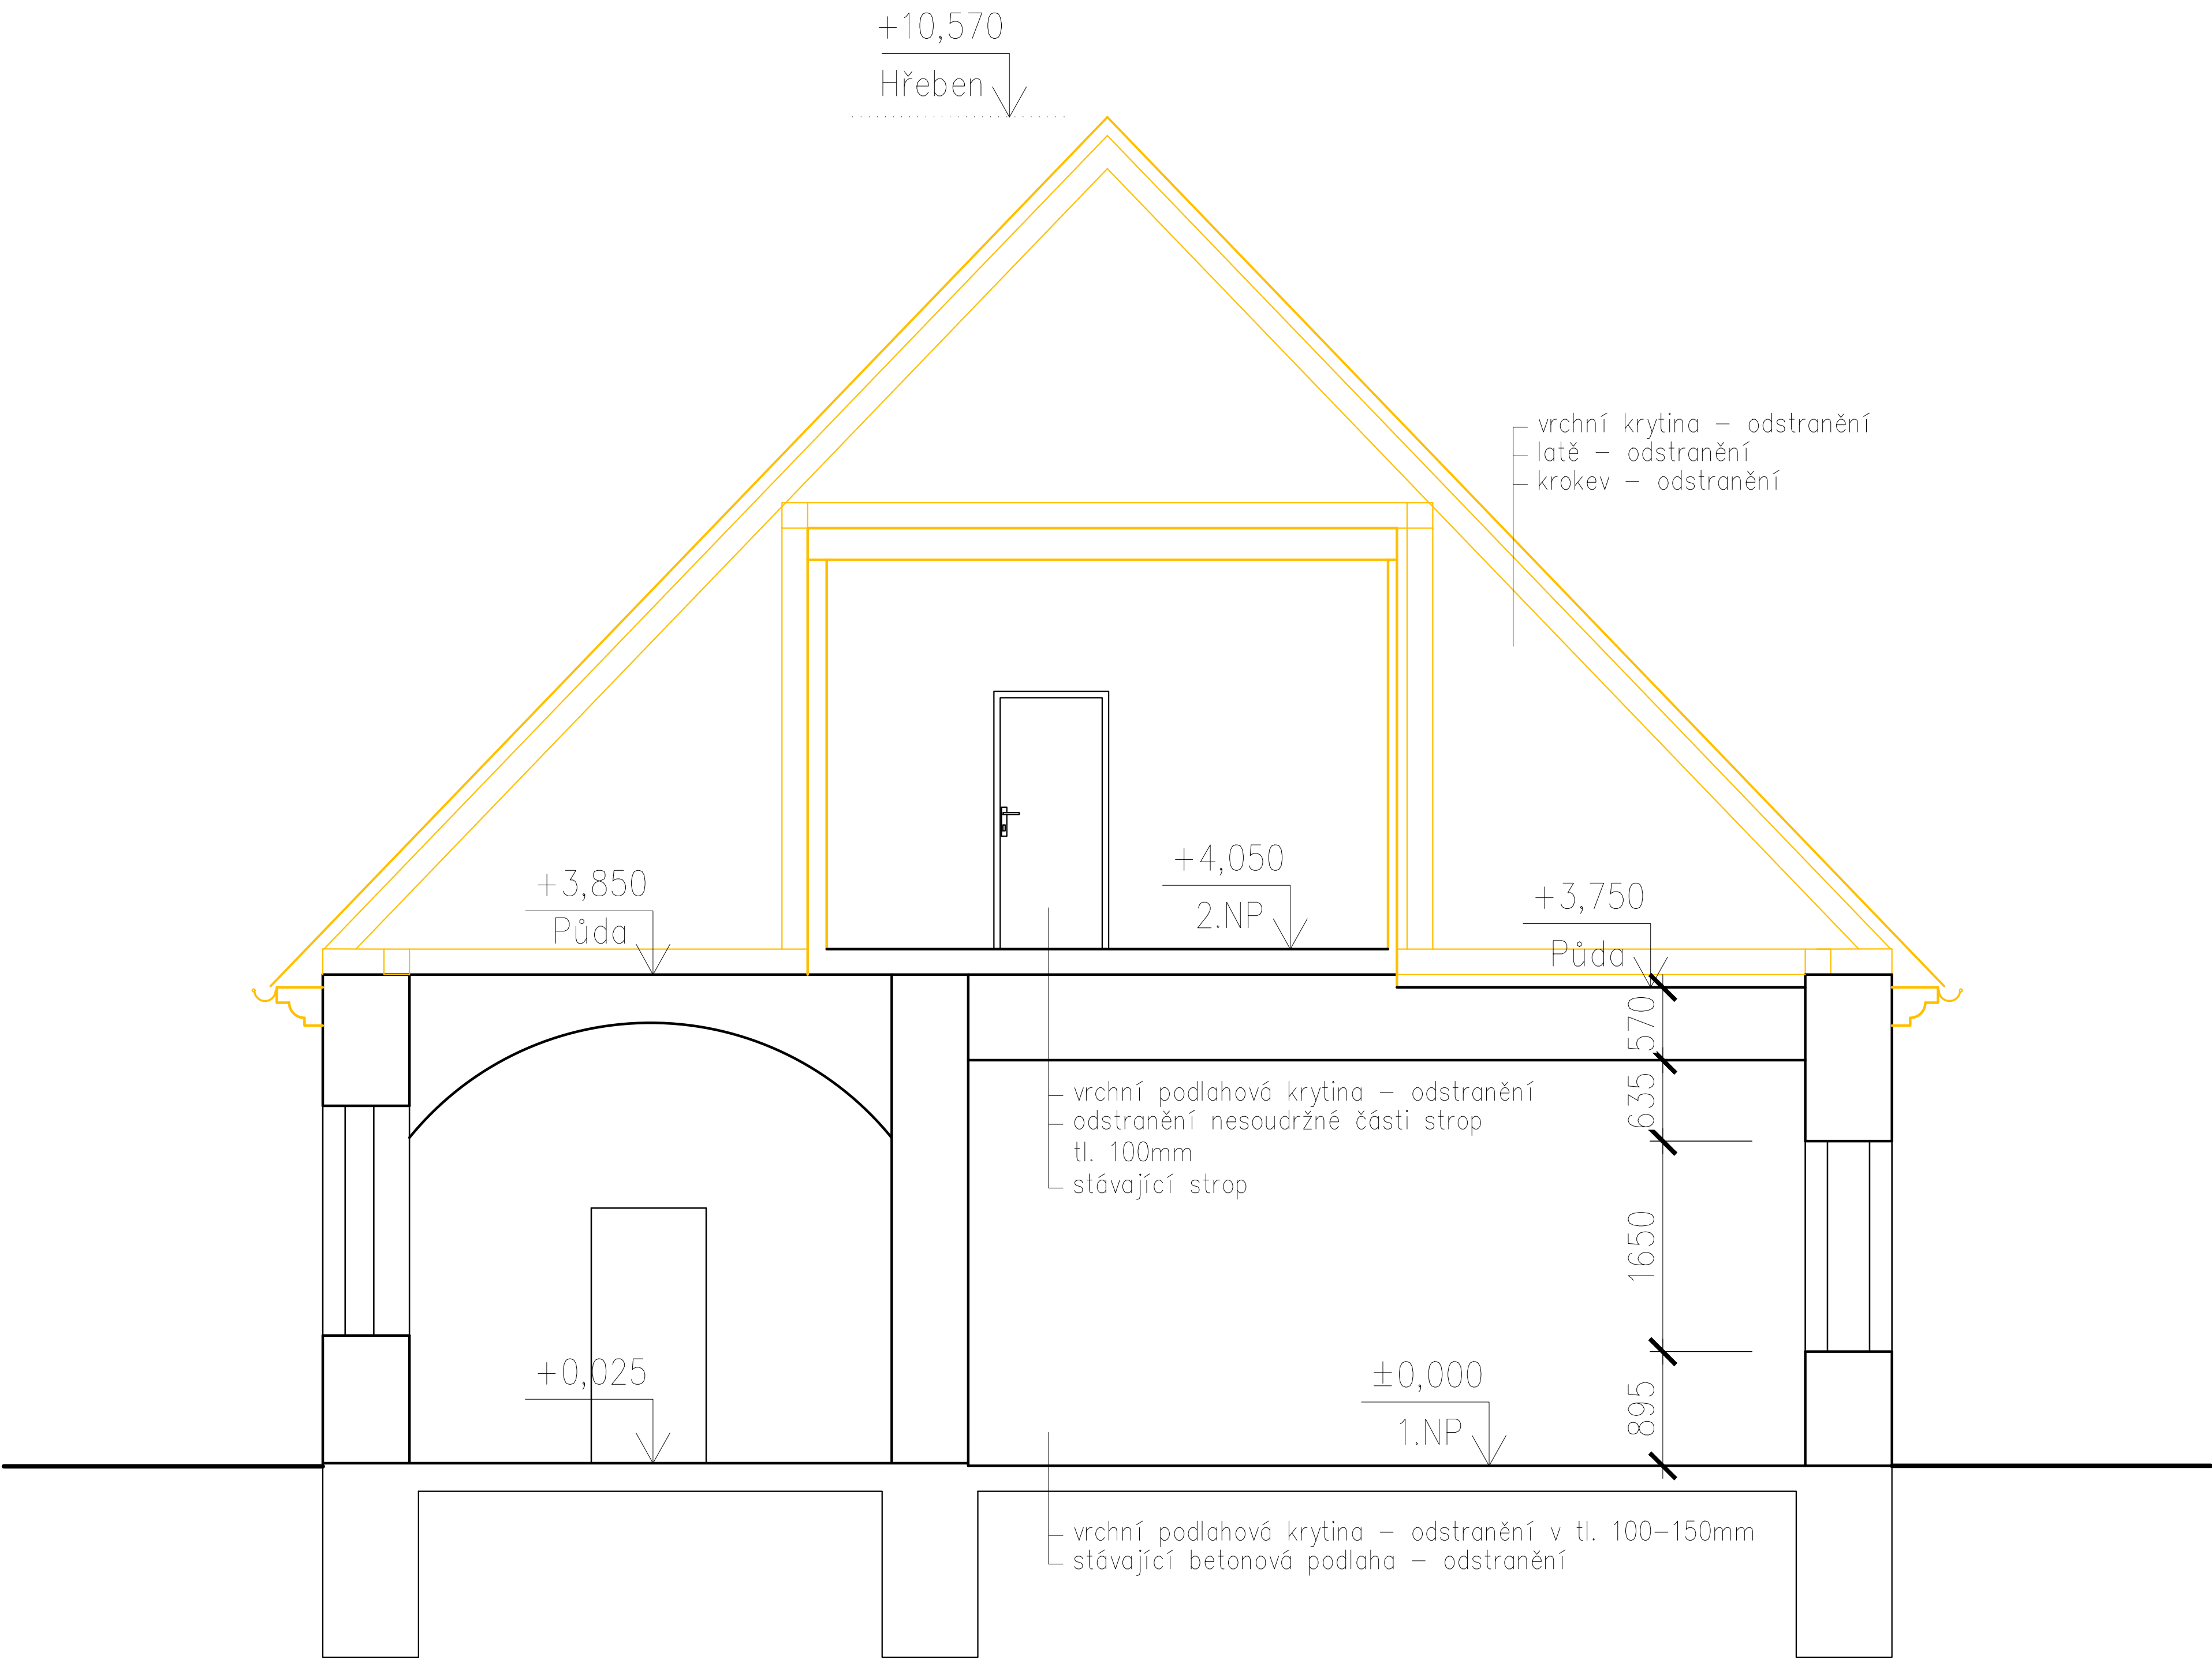 +10,570
Hřeben
vrchní krytina – odstranění
latě – odstranění
krokev – odstranění
+4,050
2.NP
+3,850
Půda
+3,750
Půda
570
635
1650
895
vrchní podlahová krytina – odstranění
odstranění nesoudržné části strop
tl. 100mm
stávající strop
+0,025
±0,000
1.NP
vrchní podlahová krytina – odstranění v tl. 100–150mm
stávající betonová podlaha – odstranění